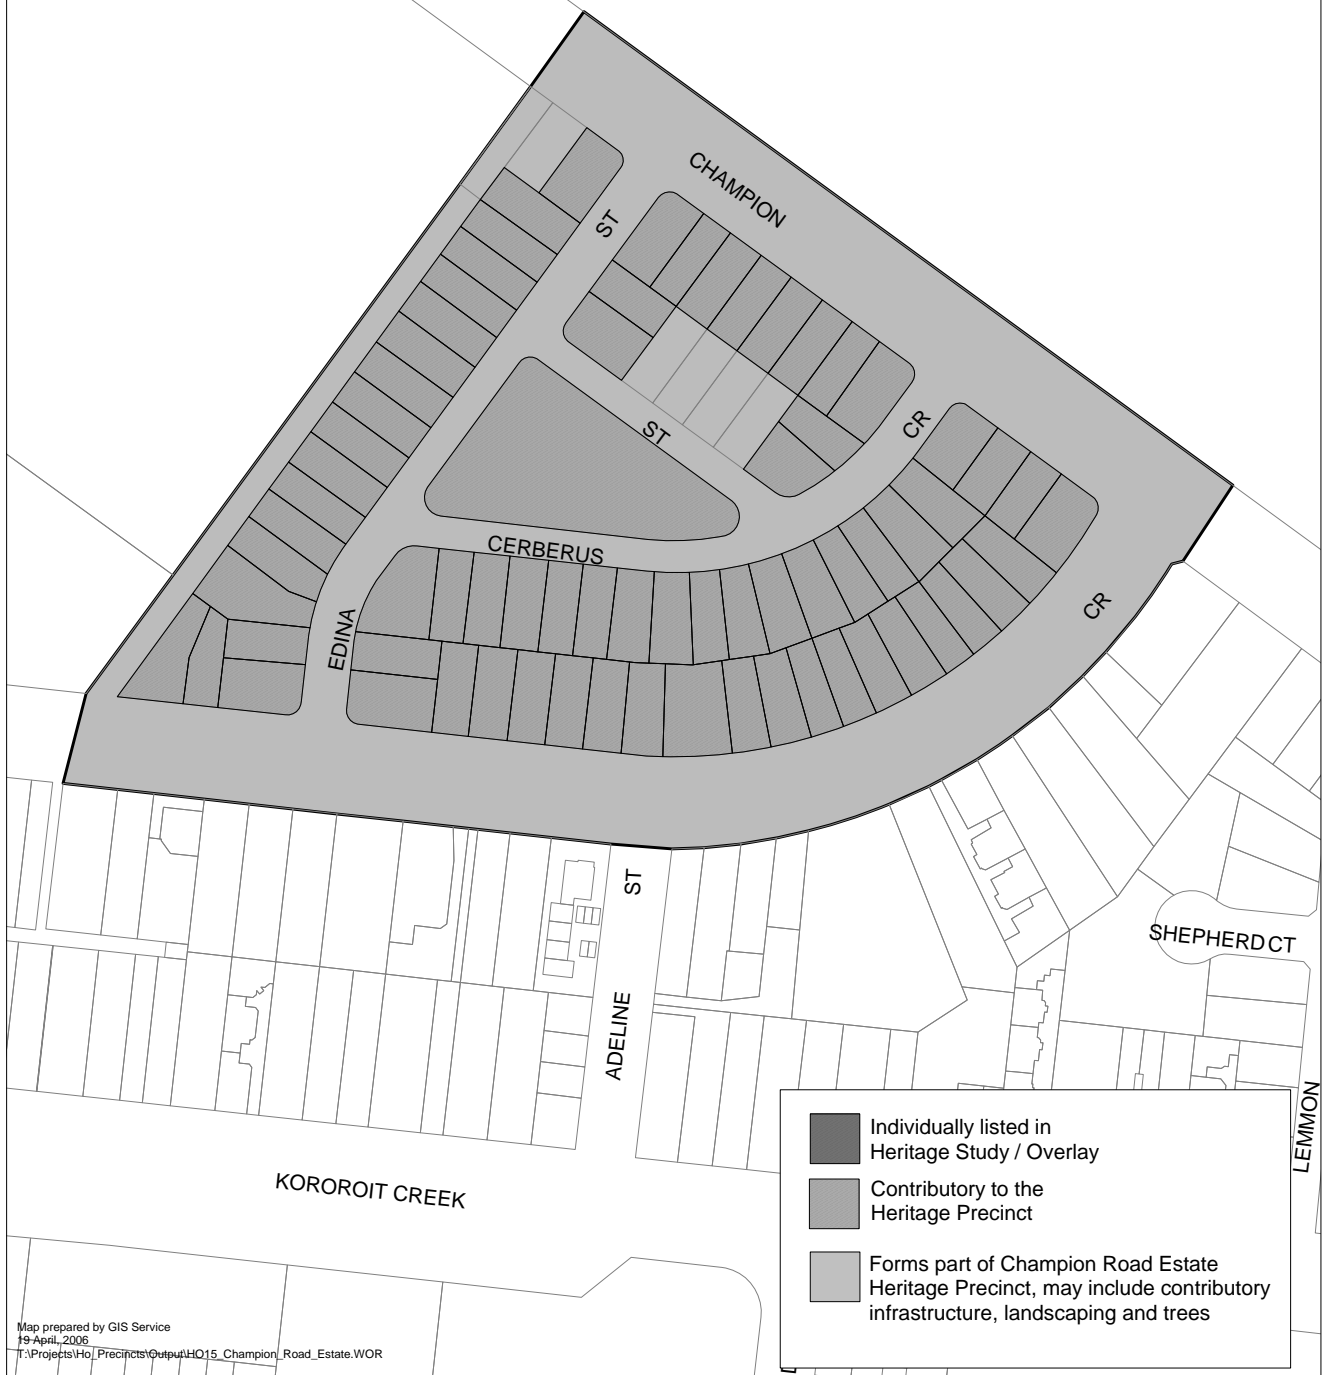 CHAMPION
ST
CR
ST
CERBERUS
CR
EDINA
ST
SHEPHERD CT
ADELINE
LEMMON
KOROROIT CREEK
Individually listed in
Heritage Study / Overlay
Contributory to the
Heritage Precinct
Forms part of Champion Road Estate
Heritage Precinct, may include contributory
infrastructure, landscaping and trees
Map prepared by GIS Service
19 April, 2006
T:\Projects\Ho_Precincts\Output\HO15_Champion_Road_Estate.WOR